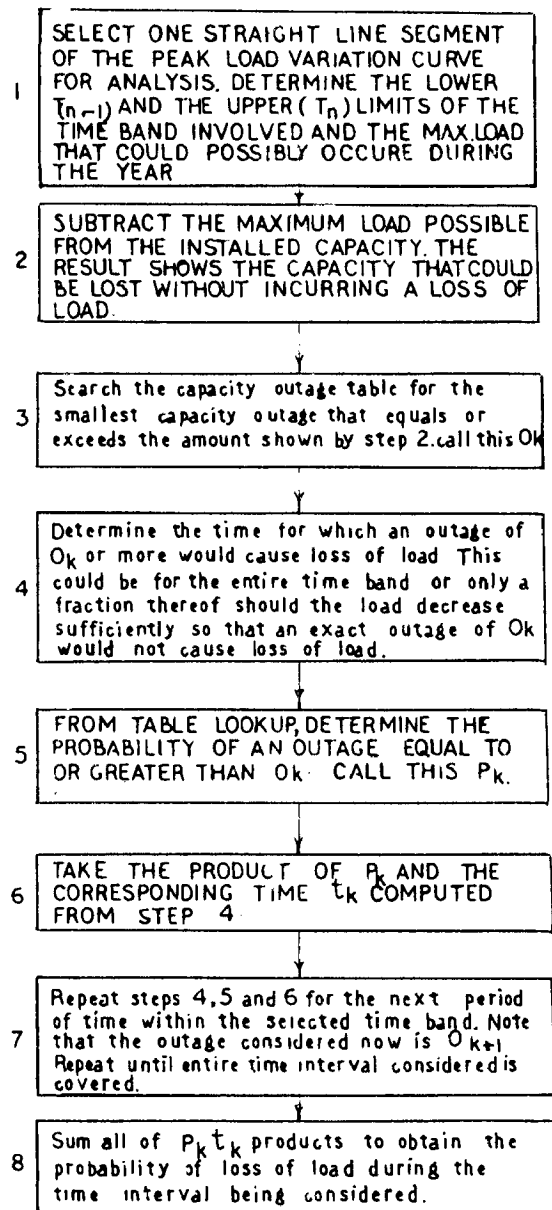 1
SELECT ONE STRAIGHT LINE SEGMENT
OF THE PEAK LOAD VARIATION CURVE
FOR ANALYSIS. DETERMINE THE LOWER
T(n-1) AND THE UPPER (Tn) LIMITS OF THE
TIME BAND INVOLVED AND THE MAX.LOAD
THAT COULD POSSIBLY OCCURE DURING
THE YEAR
2
SUBTRACT THE MAXIMUM LOAD POSSIBLE
FROM THE INSTALLED CAPACITY. THE
RESULT SHOWS THE CAPACITY THAT COULD
BE LOST WITHOUT INCURRING A LOSS OF
LOAD.
3
Search the capacity outage table for the
smallest capacity outage that equals or
exceeds the amount shown by step 2. call this Ok
4
Determine the time for which an outage of
Ok or more would cause loss of load This
could be for the entire time band or only a
fraction thereof should the load decrease
sufficiently so that an exact outage of Ok
would not cause loss of load.
5
FROM TABLE LOOKUP, DETERMINE THE
PROBABILITY OF AN OUTAGE EQUAL TO
OR GREATER THAN Ok. CALL THIS Pk.
6
TAKE THE PRODUCT OF Pk AND THE
CORRESPONDING TIME tk COMPUTED
FROM STEP 4
7
Repeat steps 4,5 and 6 for the next period
of time within the selected time band. Note
that the outage considered now is Ok+1
Repeat until entire time interval considered is
covered.
8
Sum all of Pk tk products to obtain the
probability of loss of load during the
time interval being considered.